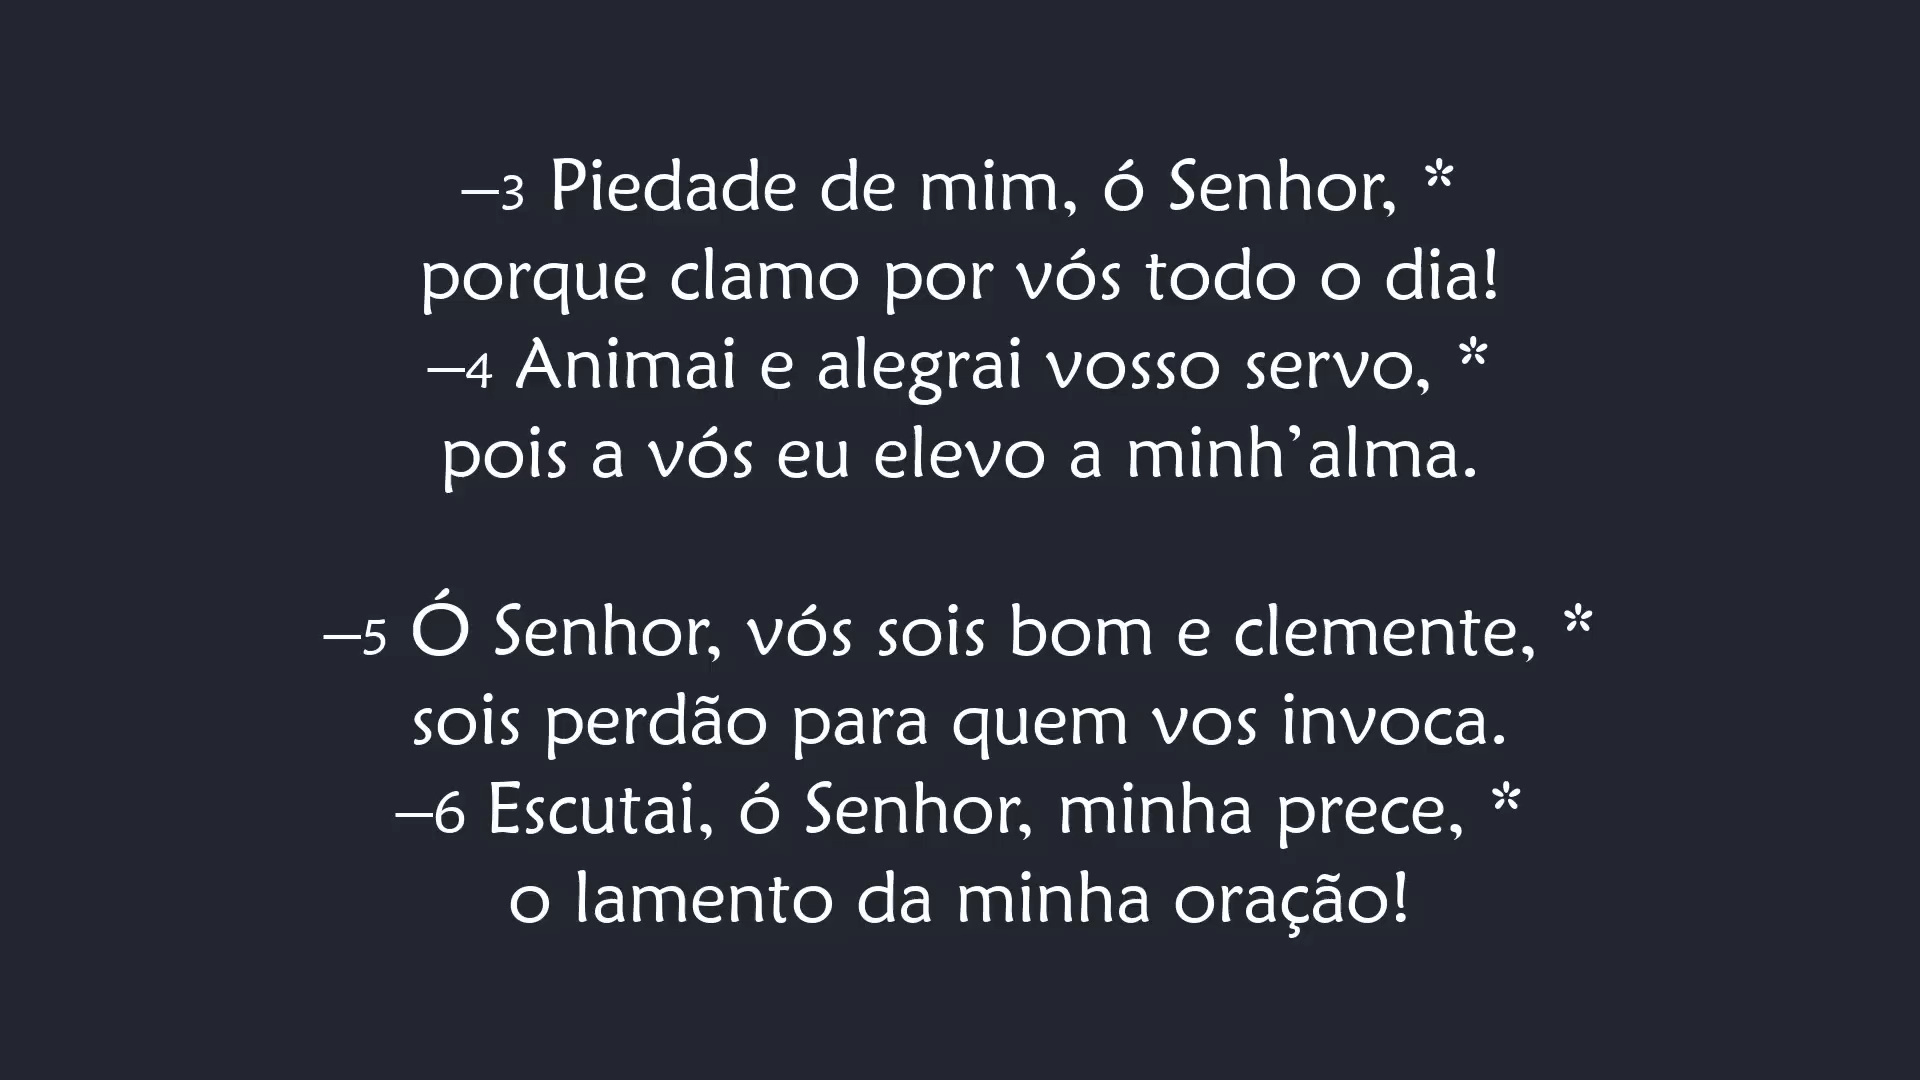 –3 Piedade de mim, ó Senhor, *
porque clamo por vós todo o dia!
–4 Animai e alegrai vosso servo, *
pois a vós eu elevo a minh’alma.
–5 Ó Senhor, vós sois bom e clemente, *
sois perdão para quem vos invoca.
–6 Escutai, ó Senhor, minha prece, *
o lamento da minha oração!